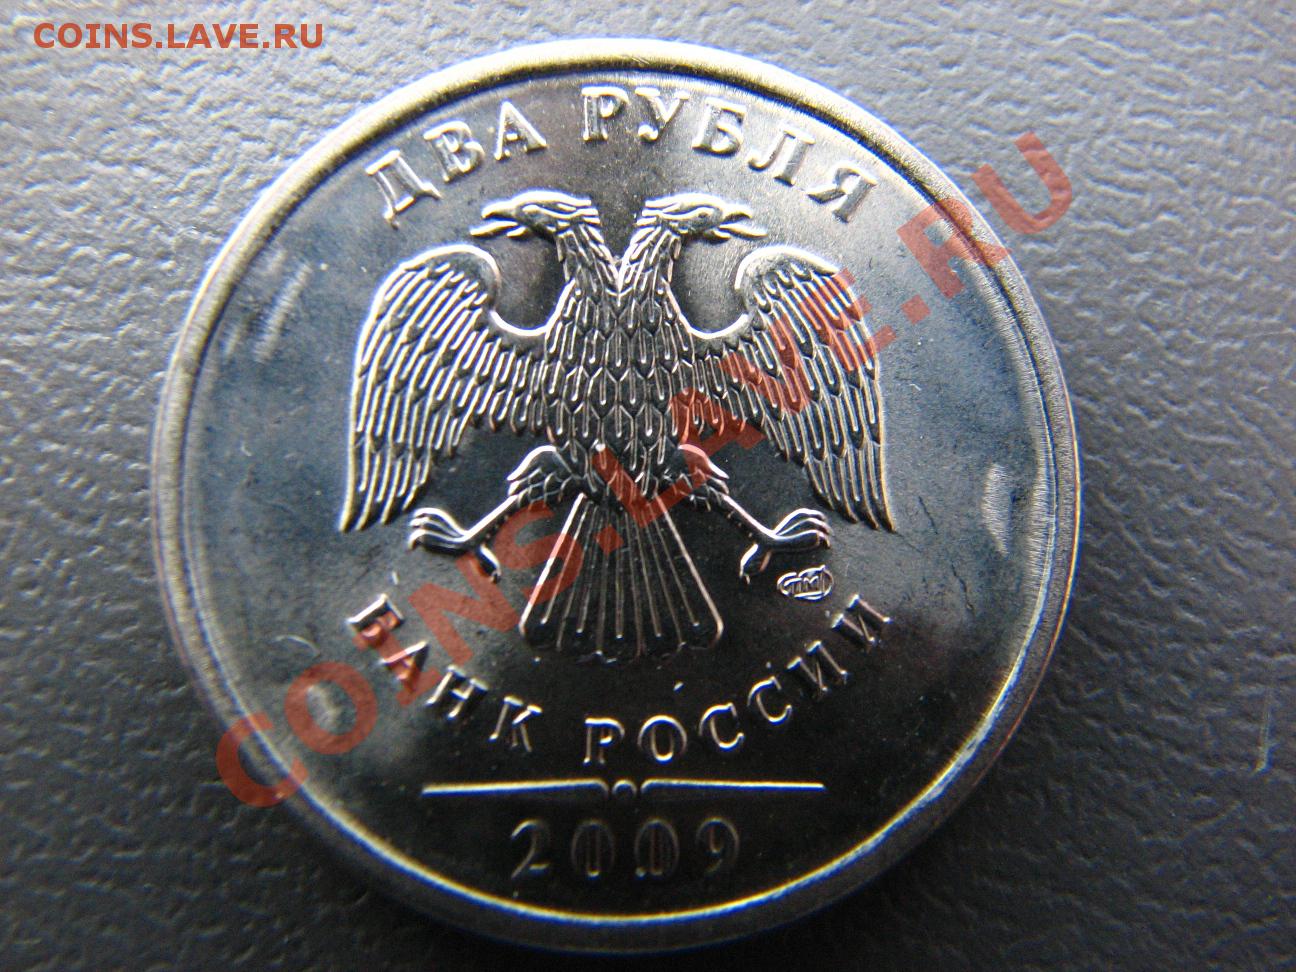 COINS.LAVE.RU
ДВА РУБЛЯ
СПМД
БАНК РОССИИ
2009
COINS.LAVE.RU